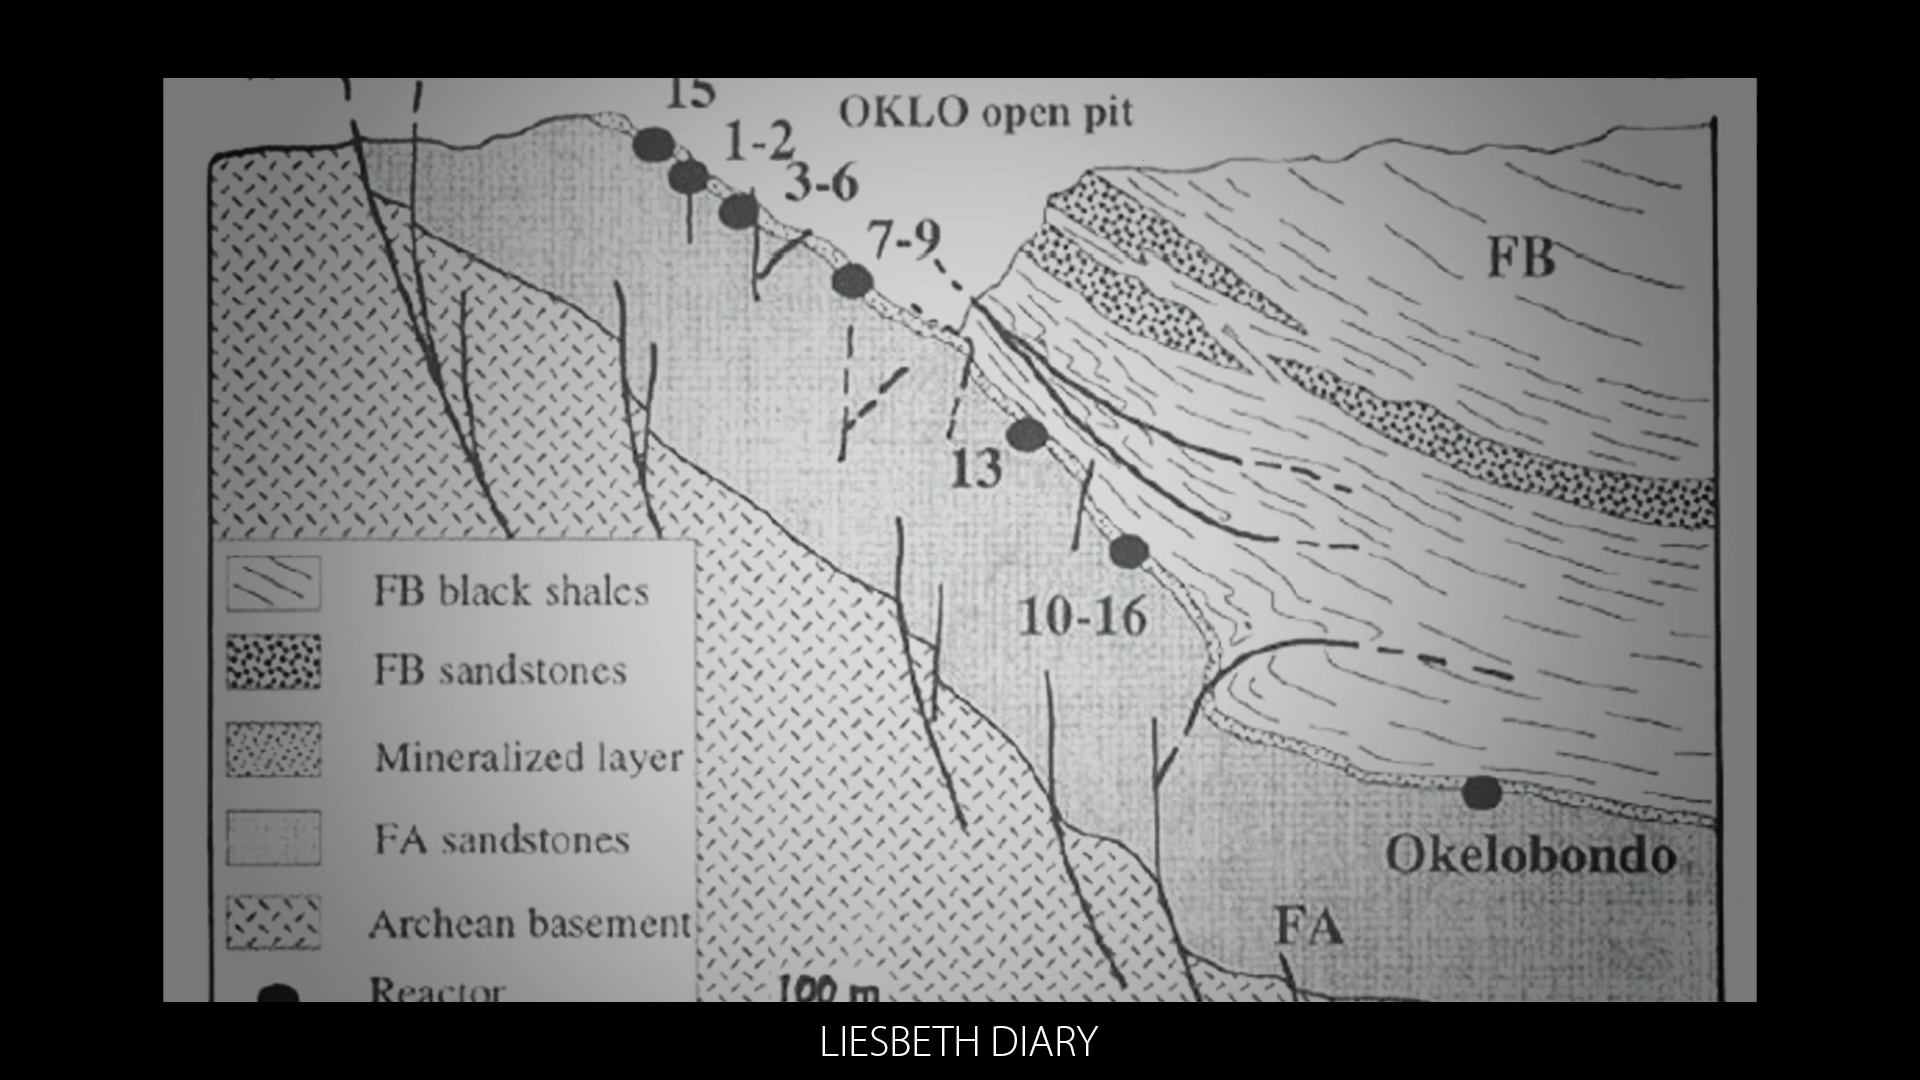 15
OKLO open pit
1-2
3-6
7-9
FB
13
10-16
FB black shales
FB sandstones
Mineralized layer
FA sandstones
Archean basement
Reactor
100 m
Okelobondo
FA
LIESBETH DIARY